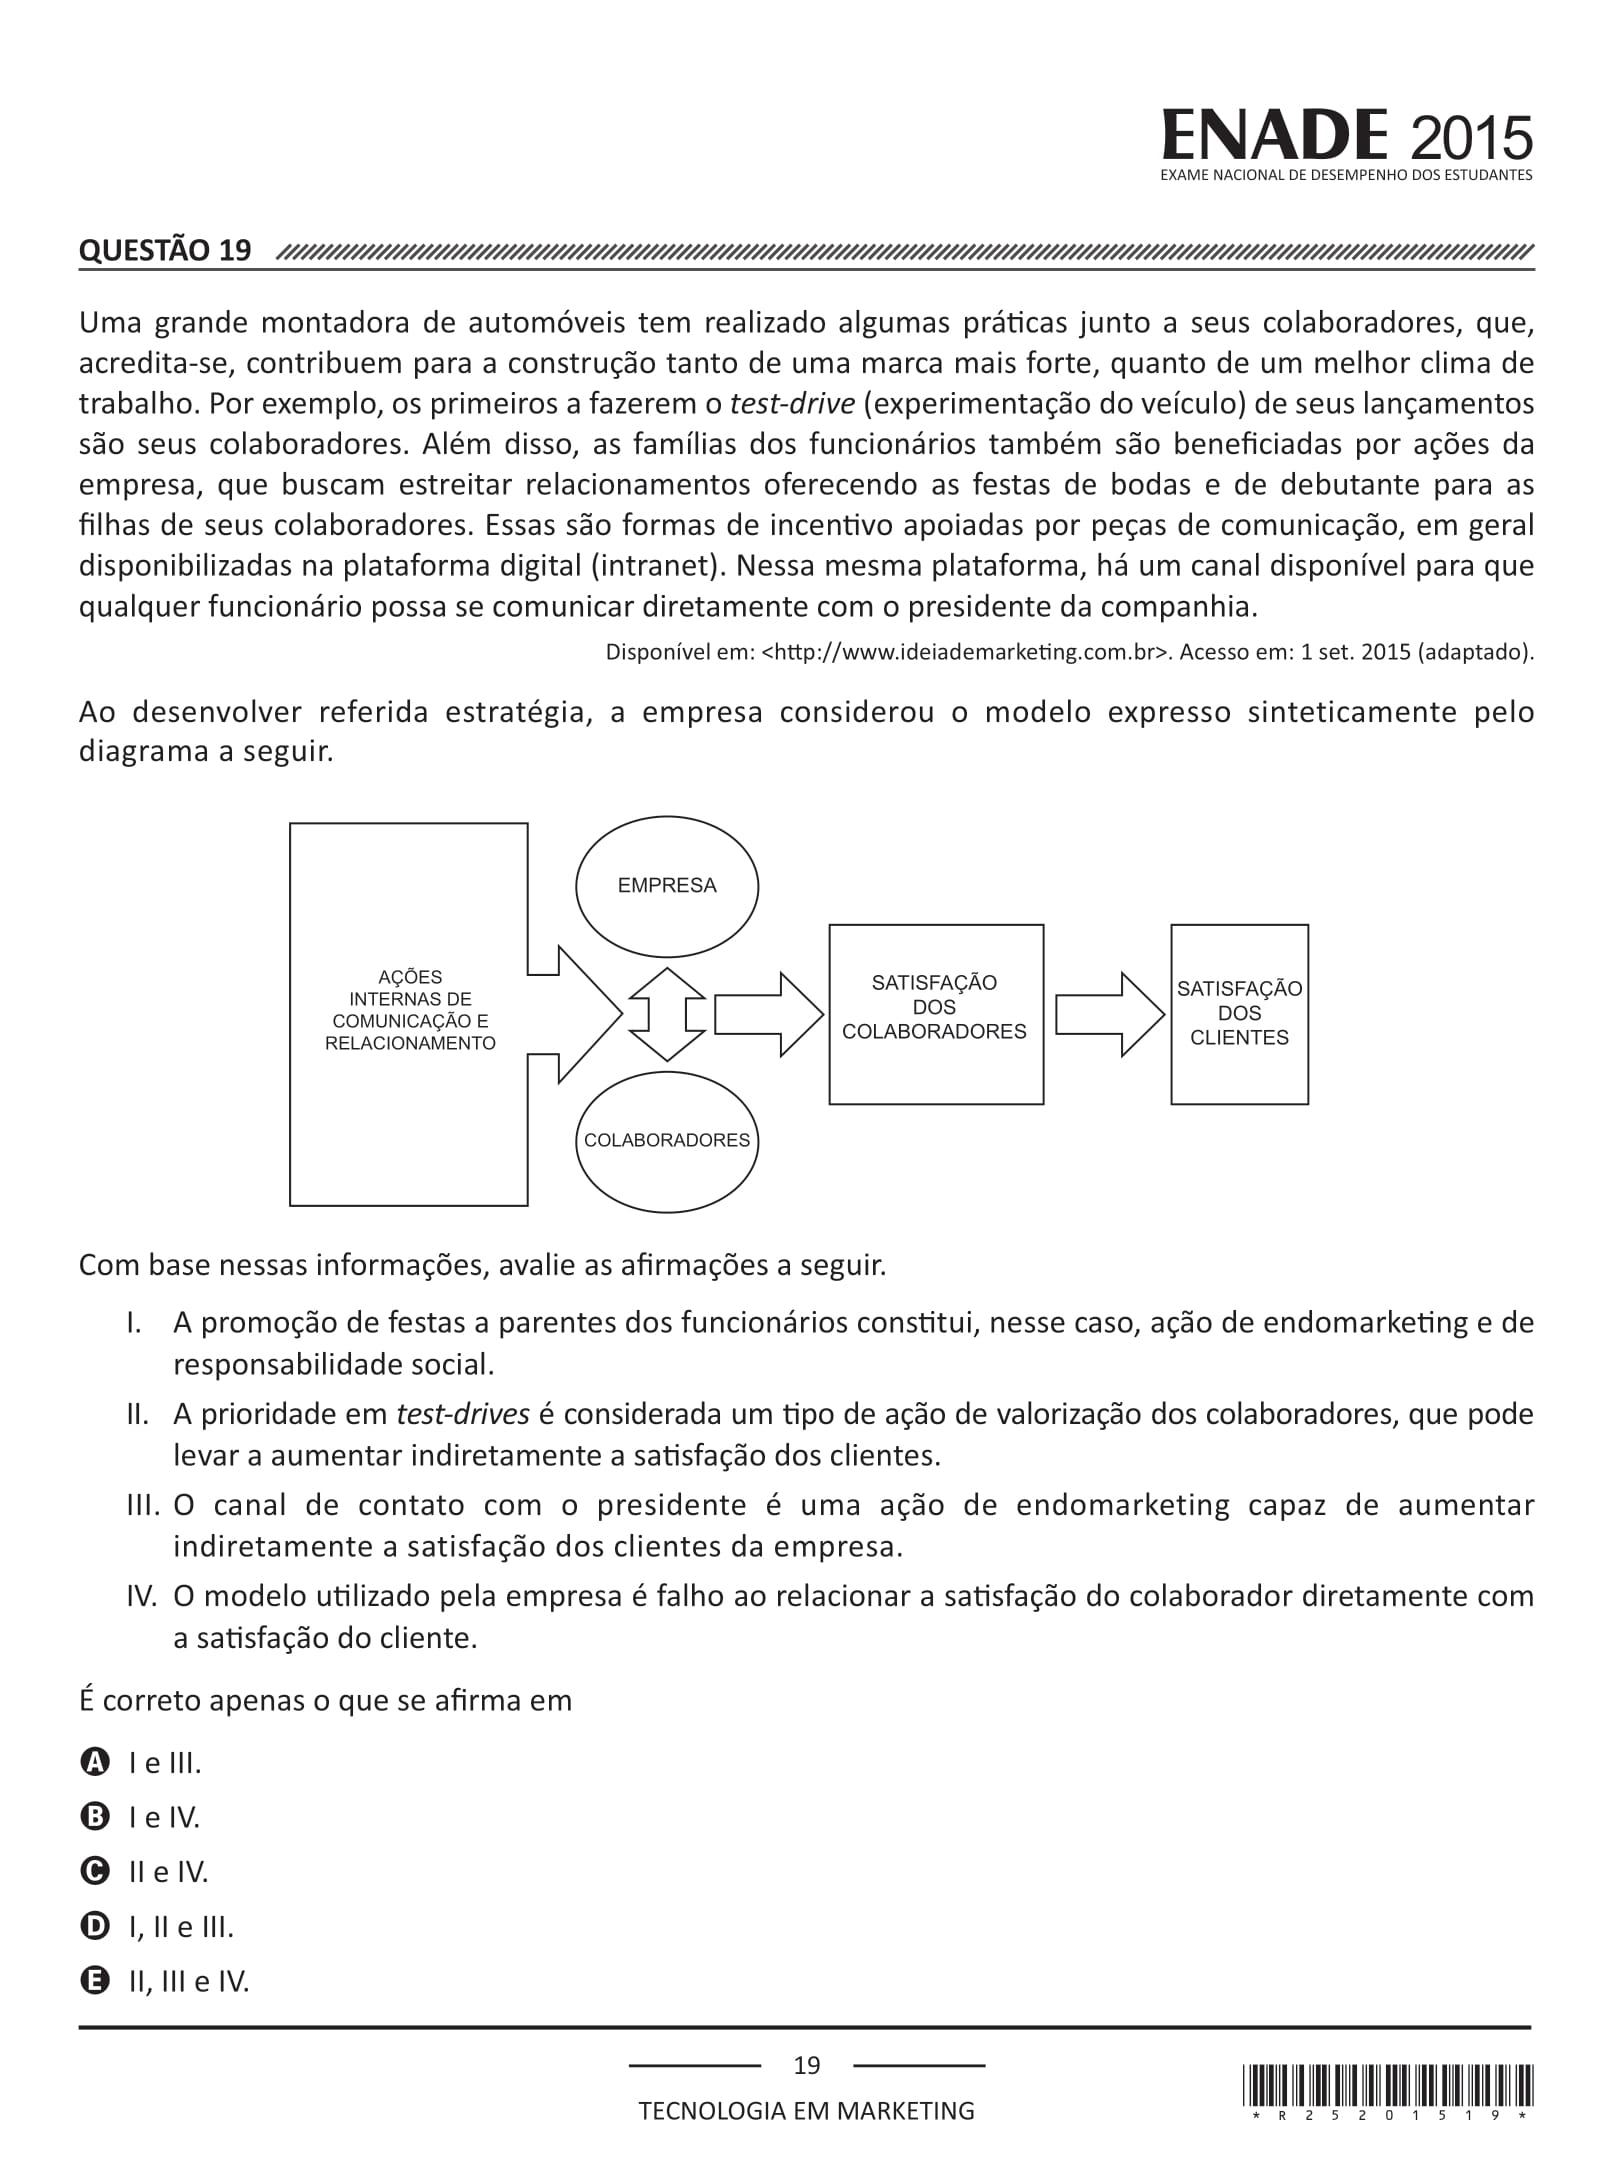 ENADE 2015
EXAME NACIONAL DE DESEMPENHO DOS ESTUDANTES
QUESTÃO 19
Uma grande montadora de automóveis tem realizado algumas práticas junto a seus colaboradores, que,
acredita-se, contribuem para a construção tanto de uma marca mais forte, quanto de um melhor clima de
trabalho. Por exemplo, os primeiros a fazerem o test-drive (experimentação do veículo) de seus lançamentos
são seus colaboradores. Além disso, as famílias dos funcionários também são beneficiadas por ações da
empresa, que buscam estreitar relacionamentos oferecendo as festas de bodas e de debutante para as
filhas de seus colaboradores. Essas são formas de incentivo apoiadas por peças de comunicação, em geral
disponibilizadas na plataforma digital (intranet). Nessa mesma plataforma, há um canal disponível para que
qualquer funcionário possa se comunicar diretamente com o presidente da companhia.
Disponível em: <http://www.ideiademarketing.com.br>. Acesso em: 1 set. 2015 (adaptado).
Ao desenvolver referida estratégia, a empresa considerou o modelo expresso sinteticamente pelo
diagrama a seguir.
AÇÕES
INTERNAS DE
COMUNICAÇÃO E
RELACIONAMENTO
EMPRESA
COLABORADORES
SATISFAÇÃO
DOS
COLABORADORES
SATISFAÇÃO
DOS
CLIENTES
Com base nessas informações, avalie as afirmações a seguir.
I. A promoção de festas a parentes dos funcionários constitui, nesse caso, ação de endomarketing e de
responsabilidade social.
II. A prioridade em test-drives é considerada um tipo de ação de valorização dos colaboradores, que pode
levar a aumentar indiretamente a satisfação dos clientes.
III. O canal de contato com o presidente é uma ação de endomarketing capaz de aumentar
indiretamente a satisfação dos clientes da empresa.
IV. O modelo utilizado pela empresa é falho ao relacionar a satisfação do colaborador diretamente com
a satisfação do cliente.
É correto apenas o que se afirma em
A I e III.
B I e IV.
C II e IV.
D I, II e III.
E II, III e IV.
19
TECNOLOGIA EM MARKETING
* R 2 5 2 0 1 5 1 9 *